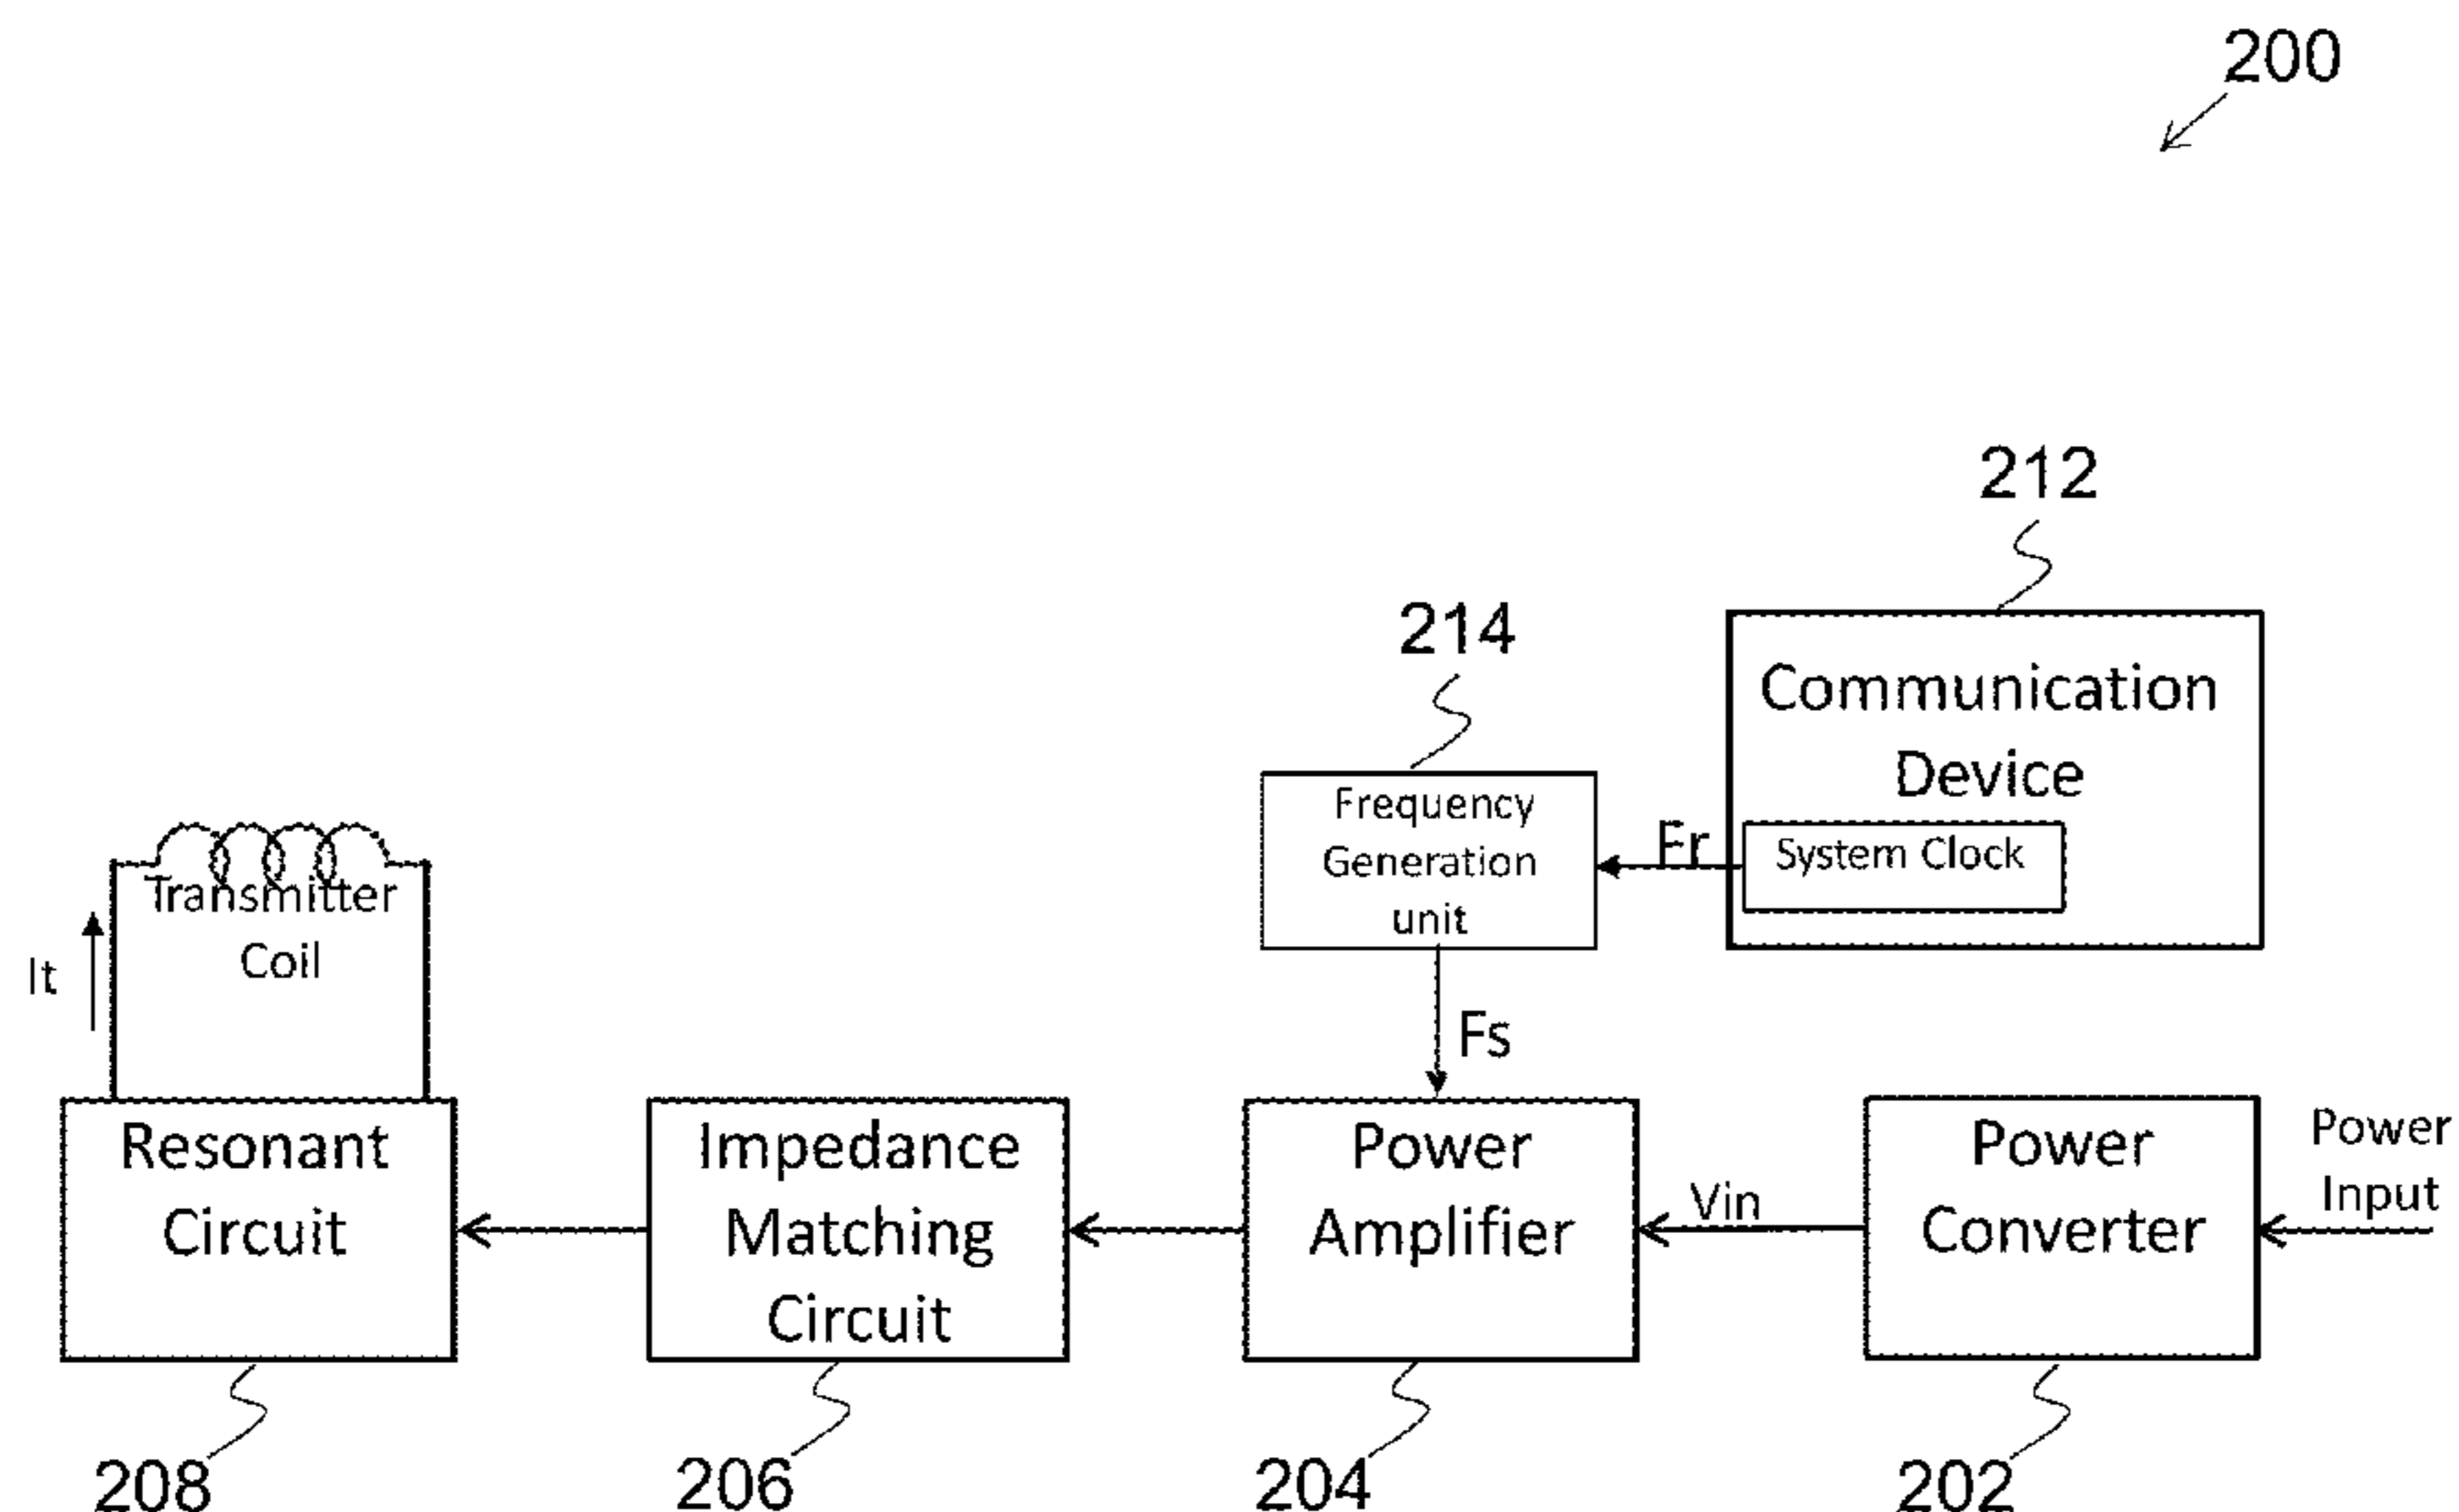 200
212
214
Communication
Device
System Clock
Fr
Frequency
Generation
unit
Fs
Transmitter
Coil
It
Resonant
Circuit
Impedance
Matching
Circuit
Power
Amplifier
Vin
Power
Converter
Power
Input
208
206
204
202